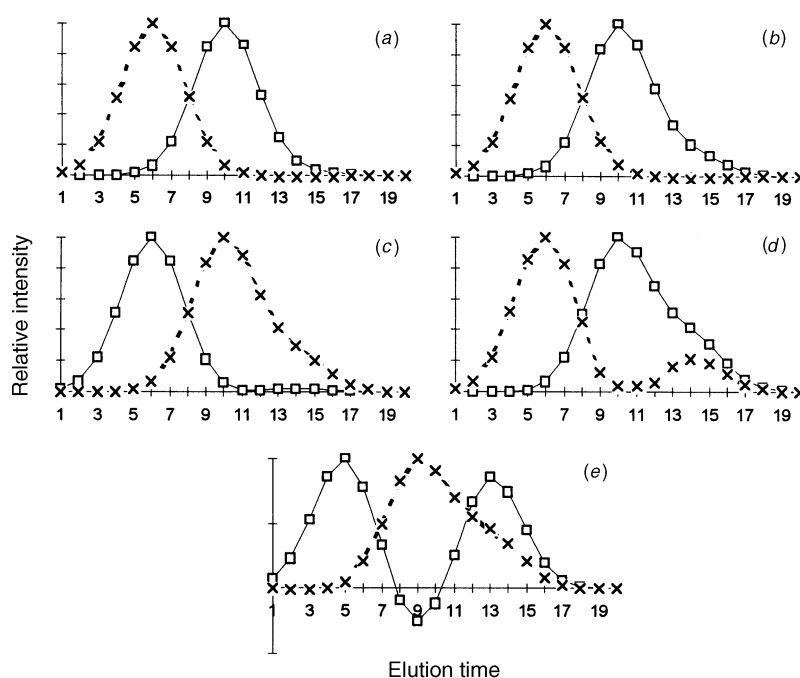 (a)
1 3 5 7 9 11 13 15 17 19
(b)
1 3 5 7 9 11 13 15 17 19
(c)
1 3 5 7 9 11 13 15 17 19
(d)
1 3 5 7 9 11 13 15 17 19
Relative intensity
(e)
1 3 5 7 9 11 13 15 17 19
Elution time